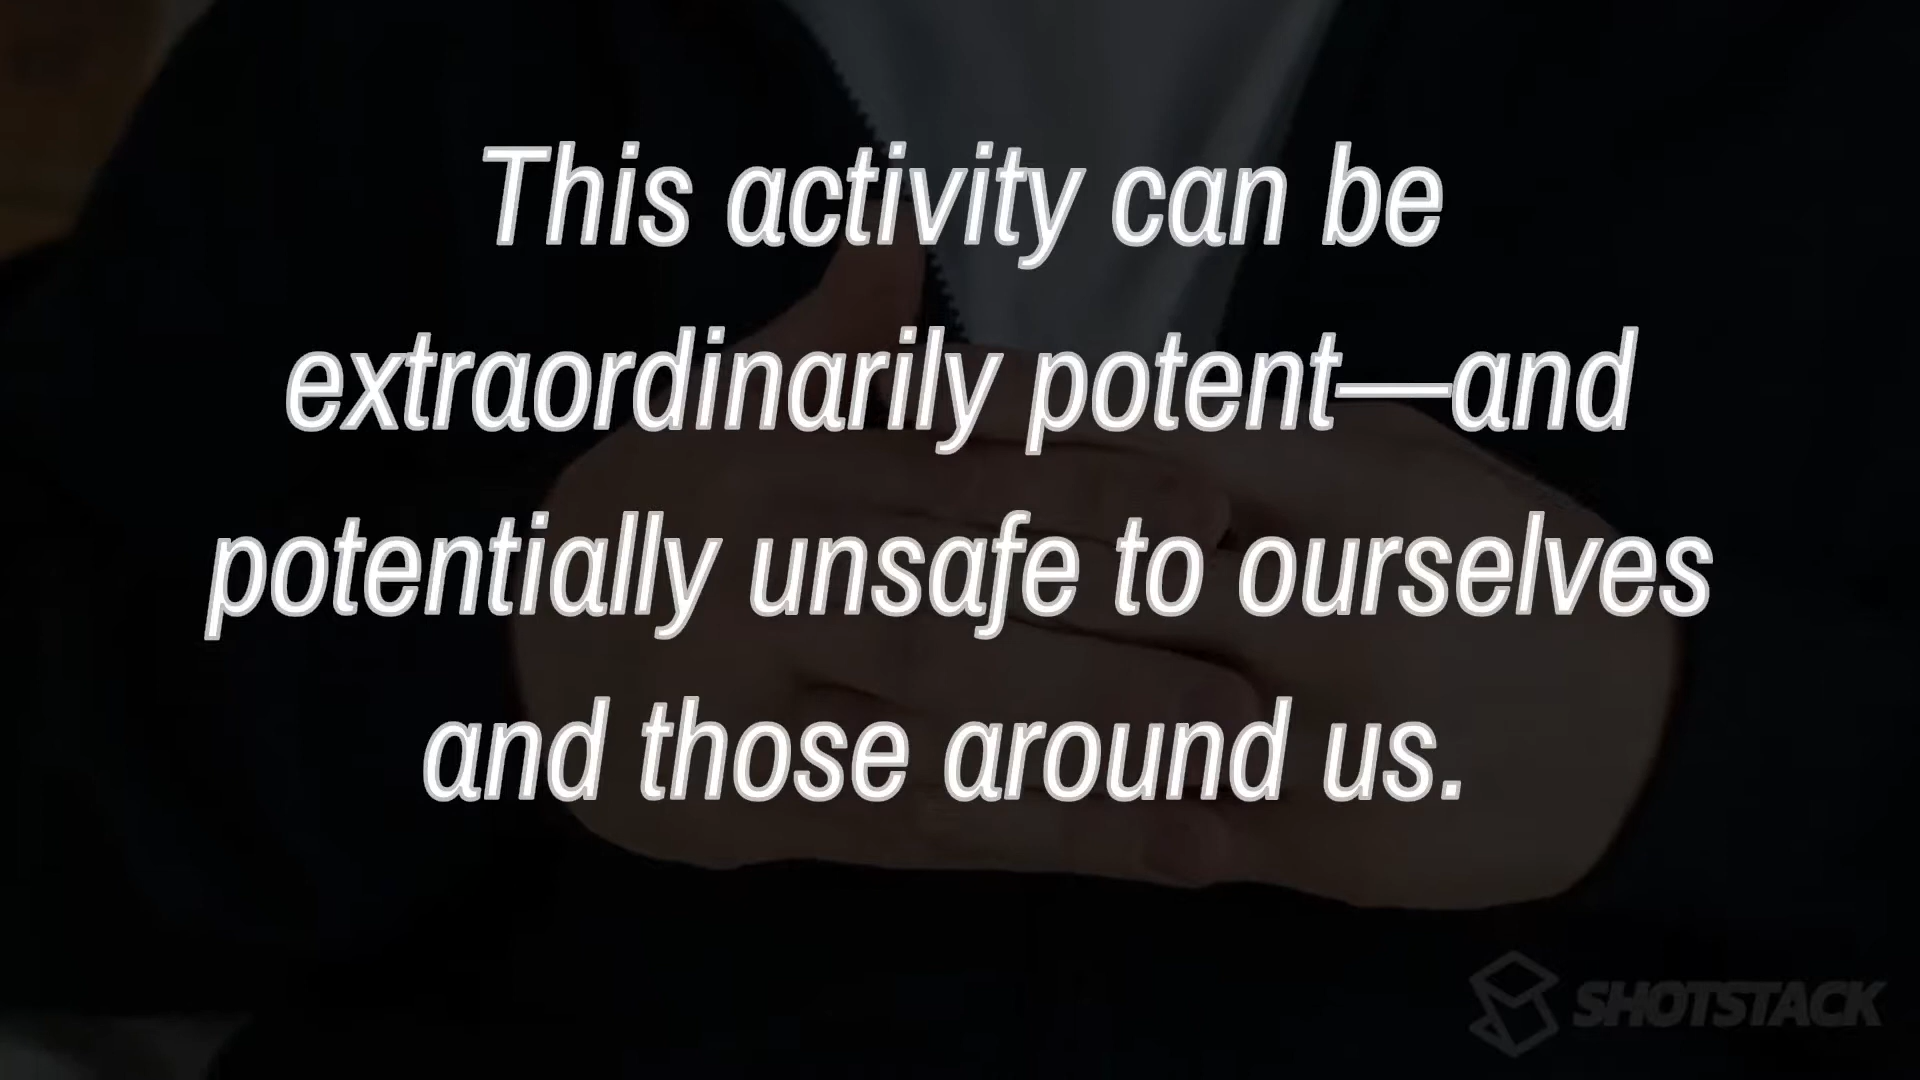 This activity can be
extraordinarily potent—and
potentially unsafe to ourselves
and those around us.
SHOTSTACK